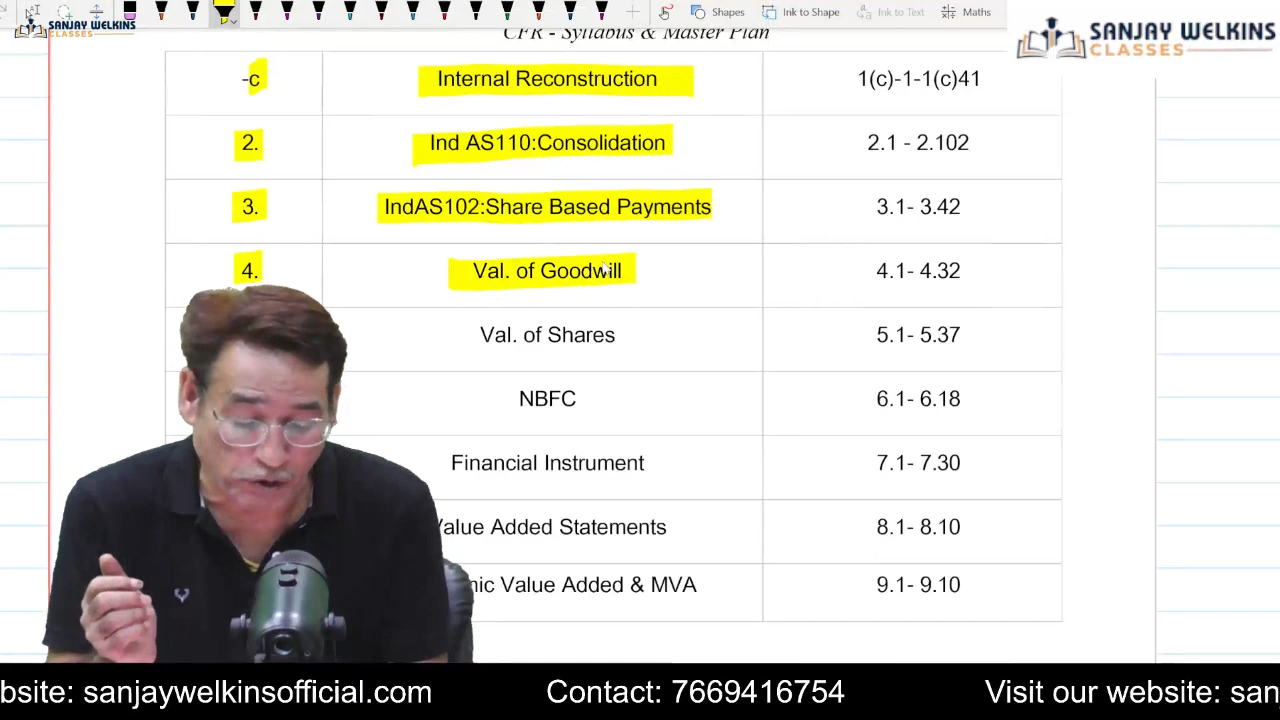 Shapes
Ink to Shape
Ink to Text
Maths
SANJAY WELKINS
CLASSES
SANJAY WELKINS
CLASSES
CFR - Syllabus & Master Plan
-c Internal Reconstruction 1(c)-1-1(c)41
2. Ind AS110:Consolidation 2.1 - 2.102
3. IndAS102:Share Based Payments 3.1- 3.42
4. Val. of Goodwill 4.1- 4.32
Val. of Shares 5.1- 5.37
NBFC 6.1- 6.18
Financial Instrument 7.1- 7.30
Value Added Statements 8.1- 8.10
Value Added & MVA 9.1- 9.10
bsite: sanjaywelkinsofficial.com Contact: 7669416754 Visit our website: san